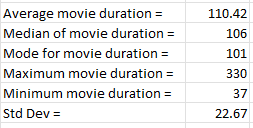 Average movie duration = 110.42
Median of movie duration = 106
Mode for movie duration = 101
Maximum movie duration = 330
Minimum movie duration = 37
Std Dev = 22.67